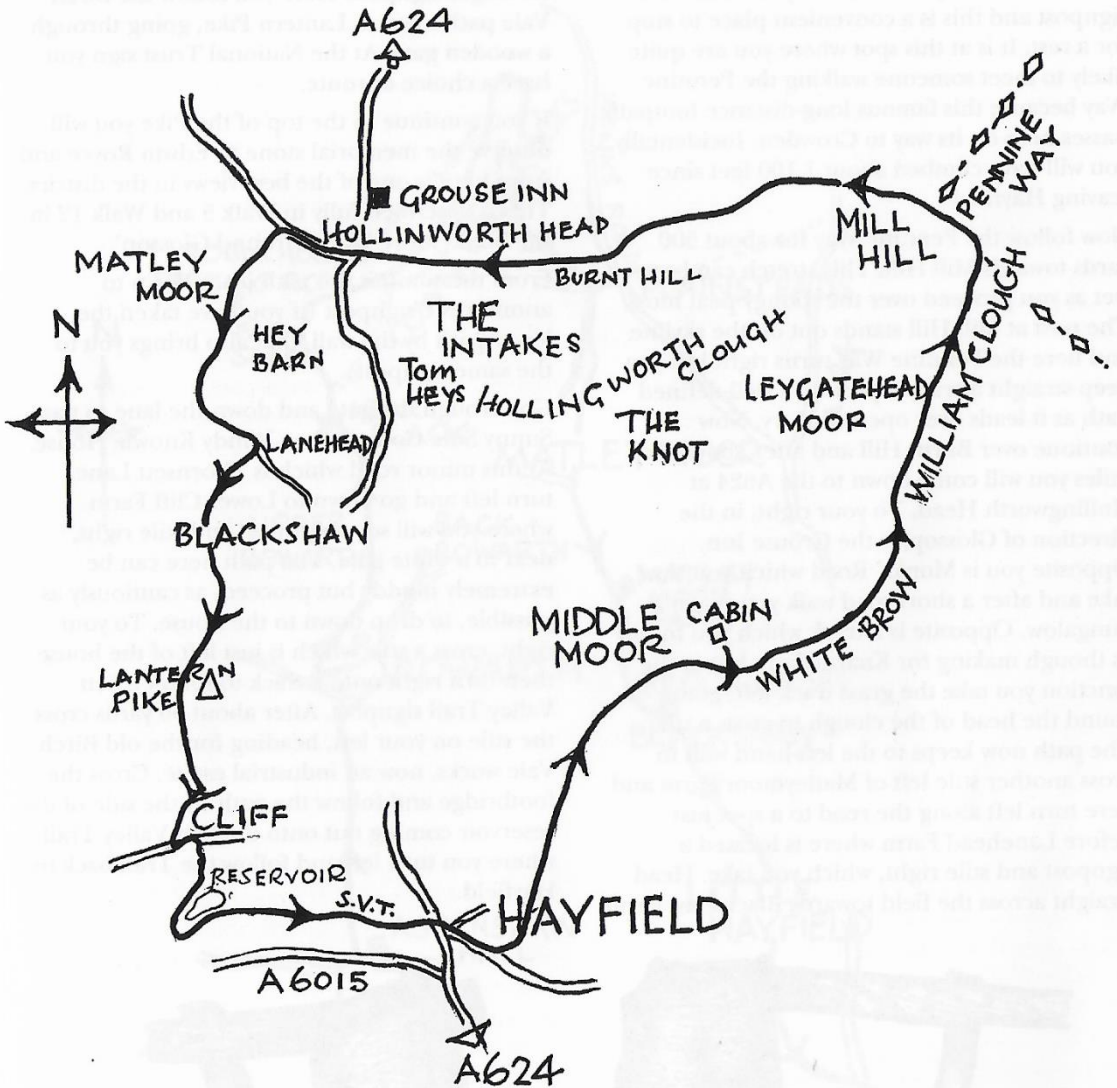 A624
GROUSE INN
HOLLINWORTH HEAD
MATLEY
MOOR
BURNT HILL
MILL
HILL
PENNINE
WAY
N
HEY
BARN
THE
INTAKES
Tom
HEYS
HOLLINGWORTH
CLOUGH
THE
KNOT
LEYGATEHEAD
MOOR
WILLIAM CLOUGH
LANEHEAD
BLACKSHAW
MIDDLE
MOOR
CABIN
WHITE BROW
LANTERN
PIKE
CLIFF
RESERVOIR
S.V.T.
HAYFIELD
A6015
A624